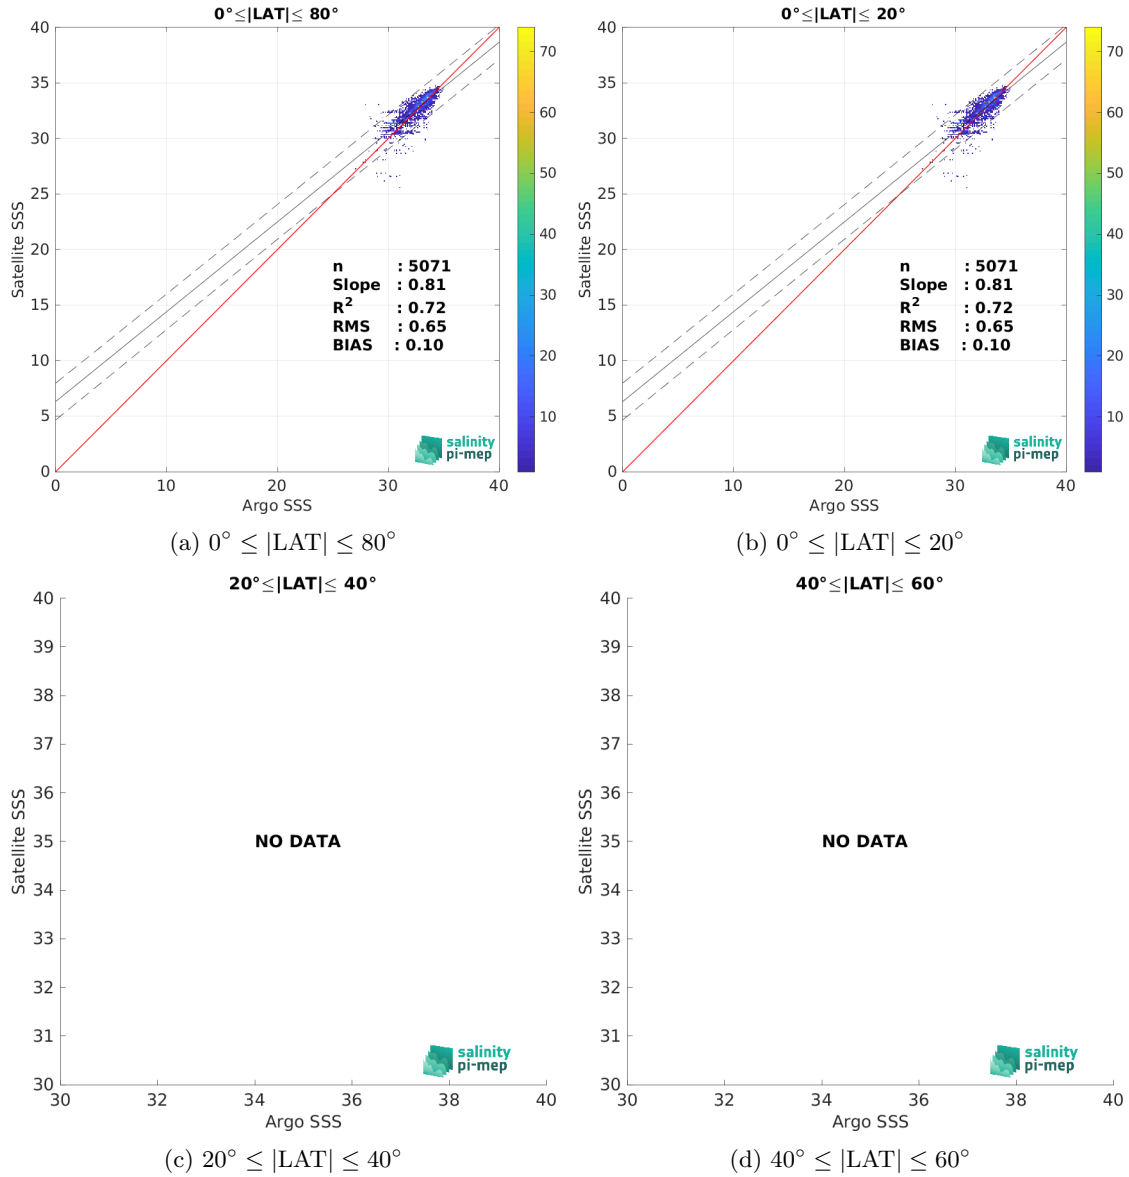 0°≤|LAT|≤ 80°
40
35
30
25
20
15
10
5
0
Satellite SSS
0
10
20
30
40
Argo SSS
70
60
50
40
30
20
10
n : 5071
Slope : 0.81
R² : 0.72
RMS : 0.65
BIAS : 0.10
salinity
pi-mep
(a) 0° ≤ |LAT| ≤ 80°
0°≤|LAT|≤ 20°
40
35
30
25
20
15
10
5
0
Satellite SSS
0
10
20
30
40
Argo SSS
70
60
50
40
30
20
10
n : 5071
Slope : 0.81
R² : 0.72
RMS : 0.65
BIAS : 0.10
salinity
pi-mep
(b) 0° ≤ |LAT| ≤ 20°
20°≤|LAT|≤ 40°
40
39
38
37
36
35
34
33
32
31
30
Satellite SSS
NO DATA
salinity
pi-mep
30
32
34
36
38
40
Argo SSS
(c) 20° ≤ |LAT| ≤ 40°
40°≤|LAT|≤ 60°
40
39
38
37
36
35
34
33
32
31
30
Satellite SSS
NO DATA
salinity
pi-mep
30
32
34
36
38
40
Argo SSS
(d) 40° ≤ |LAT| ≤ 60°